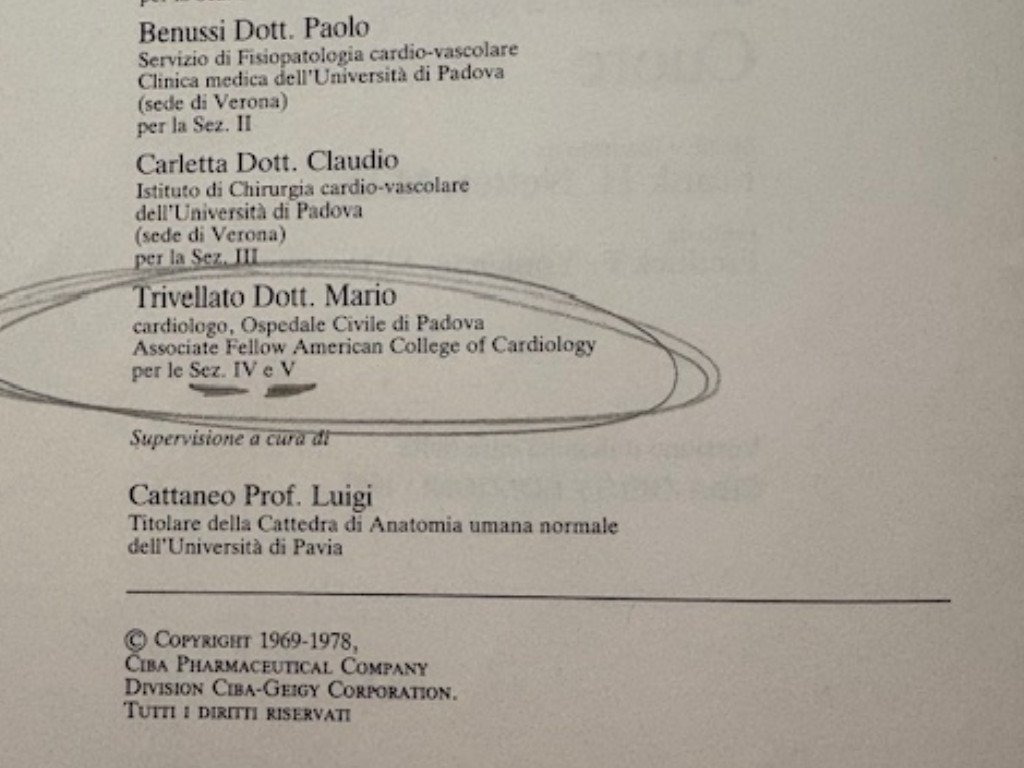 Benussi Dott. Paolo
Servizio di Fisiopatologia cardio-vascolare
Clinica medica dell'Università di Padova
(sede di Verona)
per la Sez. II
Carletta Dott. Claudio
Istituto di Chirurgia cardio-vascolare
dell'Università di Padova
(sede di Verona)
per la Sez. III
Trivellato Dott. Mario
cardiologo, Ospedale Civile di Padova
Associate Fellow American College of Cardiology
per le Sez. IV e V
Supervisione a cura di
Cattaneo Prof. Luigi
Titolare della Cattedra di Anatomia umana normale
dell'Università di Pavia
© COPYRIGHT 1969-1978,
CIBA PHARMACEUTICAL COMPANY
DIVISION CIBA-GEIGY CORPORATION.
TUTTI I DIRITTI RISERVATI